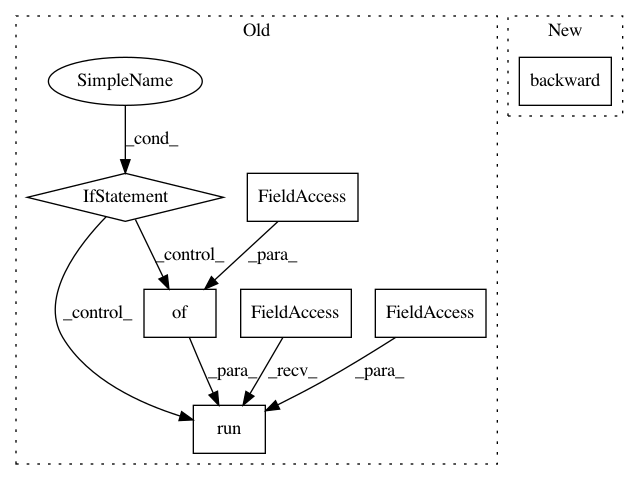 Old
New
SimpleName
backward
_cond_
IfStatement
FieldAccess
_control_
_para_
of
FieldAccess
FieldAccess
_control_
_para_
_recv_
_para_
run